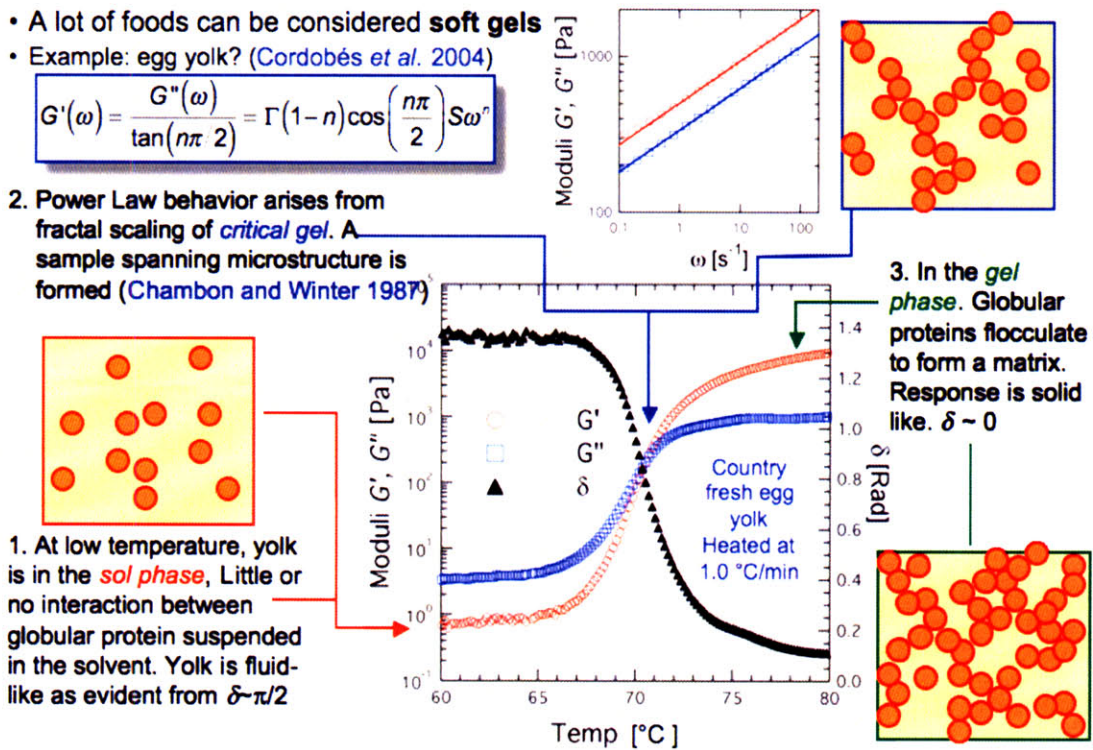 • A lot of foods can be considered soft gels
• Example: egg yolk? (Cordobés et al. 2004)
G'(ω) = G"(ω) / tan(nπ 2) = Γ(1−n)cos(nπ/2)Sωⁿ
2. Power Law behavior arises from
fractal scaling of critical gel. A
sample spanning microstructure is
formed (Chambon and Winter 1987)
Moduli G', G" [Pa]
1000
100
0.1 1 10 100
ω [s⁻¹]
3. In the gel
phase. Globular
proteins flocculate
to form a matrix.
Response is solid
like. δ ~ 0
1. At low temperature, yolk
is in the sol phase, Little or
no interaction between
globular protein suspended
in the solvent. Yolk is fluid-
like as evident from δ~π/2
Moduli G', G" [Pa]
10⁴
10³
10²
10¹
10⁰
10⁻¹
G'
G"
δ
Country
fresh egg
yolk
Heated at
1.0 °C/min
1.4
1.2
1.0
0.8
0.6
0.4
0.2
0.0
δ [Rad]
60 65 70 75 80
Temp [°C]